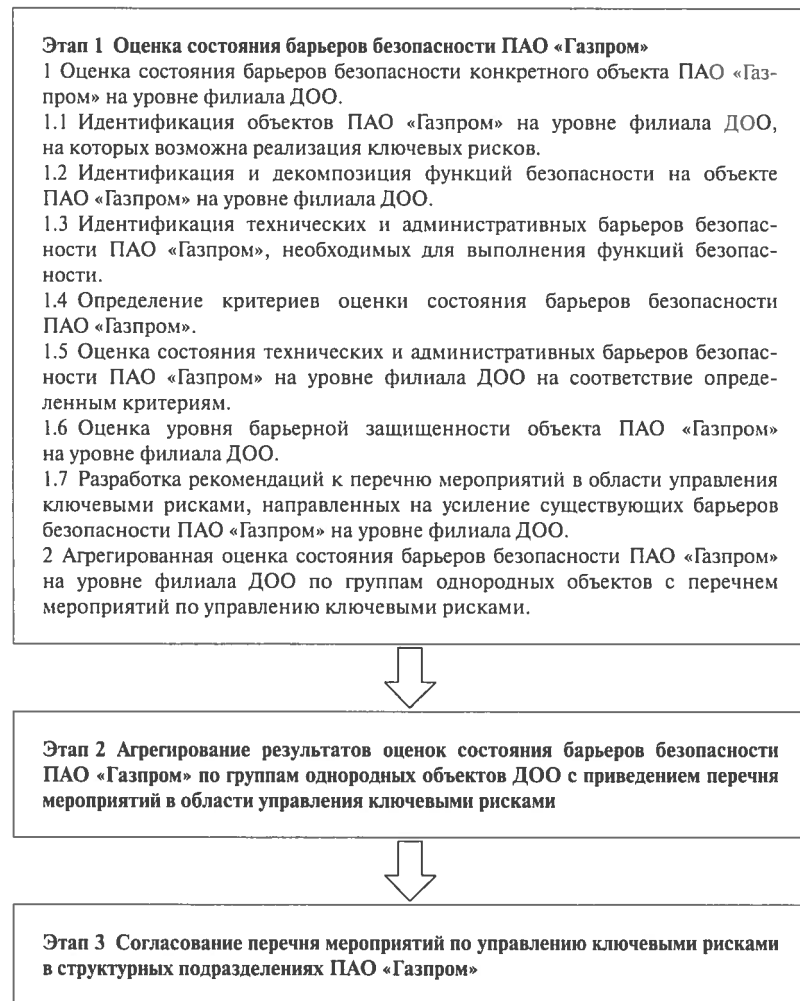 Этап 1 Оценка состояния барьеров безопасности ПАО «Газпром»
1 Оценка состояния барьеров безопасности конкретного объекта ПАО «Газ-
пром» на уровне филиала ДОО.
1.1 Идентификация объектов ПАО «Газпром» на уровне филиала ДОО,
на которых возможна реализация ключевых рисков.
1.2 Идентификация и декомпозиция функций безопасности на объекте
ПАО «Газпром» на уровне филиала ДОО.
1.3 Идентификация технических и административных барьеров безопас-
ности ПАО «Газпром», необходимых для выполнения функций безопас-
ности.
1.4 Определение критериев оценки состояния барьеров безопасности
ПАО «Газпром».
1.5 Оценка состояния технических и административных барьеров безопас-
ности ПАО «Газпром» на уровне филиала ДОО на соответствие опреде-
ленным критериям.
1.6 Оценка уровня барьерной защищенности объекта ПАО «Газпром»
на уровне филиала ДОО.
1.7 Разработка рекомендаций к перечню мероприятий в области управления
ключевыми рисками, направленных на усиление существующих барьеров
безопасности ПАО «Газпром» на уровне филиала ДОО.
2 Агрегированная оценка состояния барьеров безопасности ПАО «Газпром»
на уровне филиала ДОО по группам однородных объектов с перечнем
мероприятий по управлению ключевыми рисками.
Этап 2 Агрегирование результатов оценок состояния барьеров безопасности
ПАО «Газпром» по группам однородных объектов ДОО с приведением перечня
мероприятий в области управления ключевыми рисками
Этап 3 Согласование перечня мероприятий по управлению ключевыми рисками
в структурных подразделениях ПАО «Газпром»